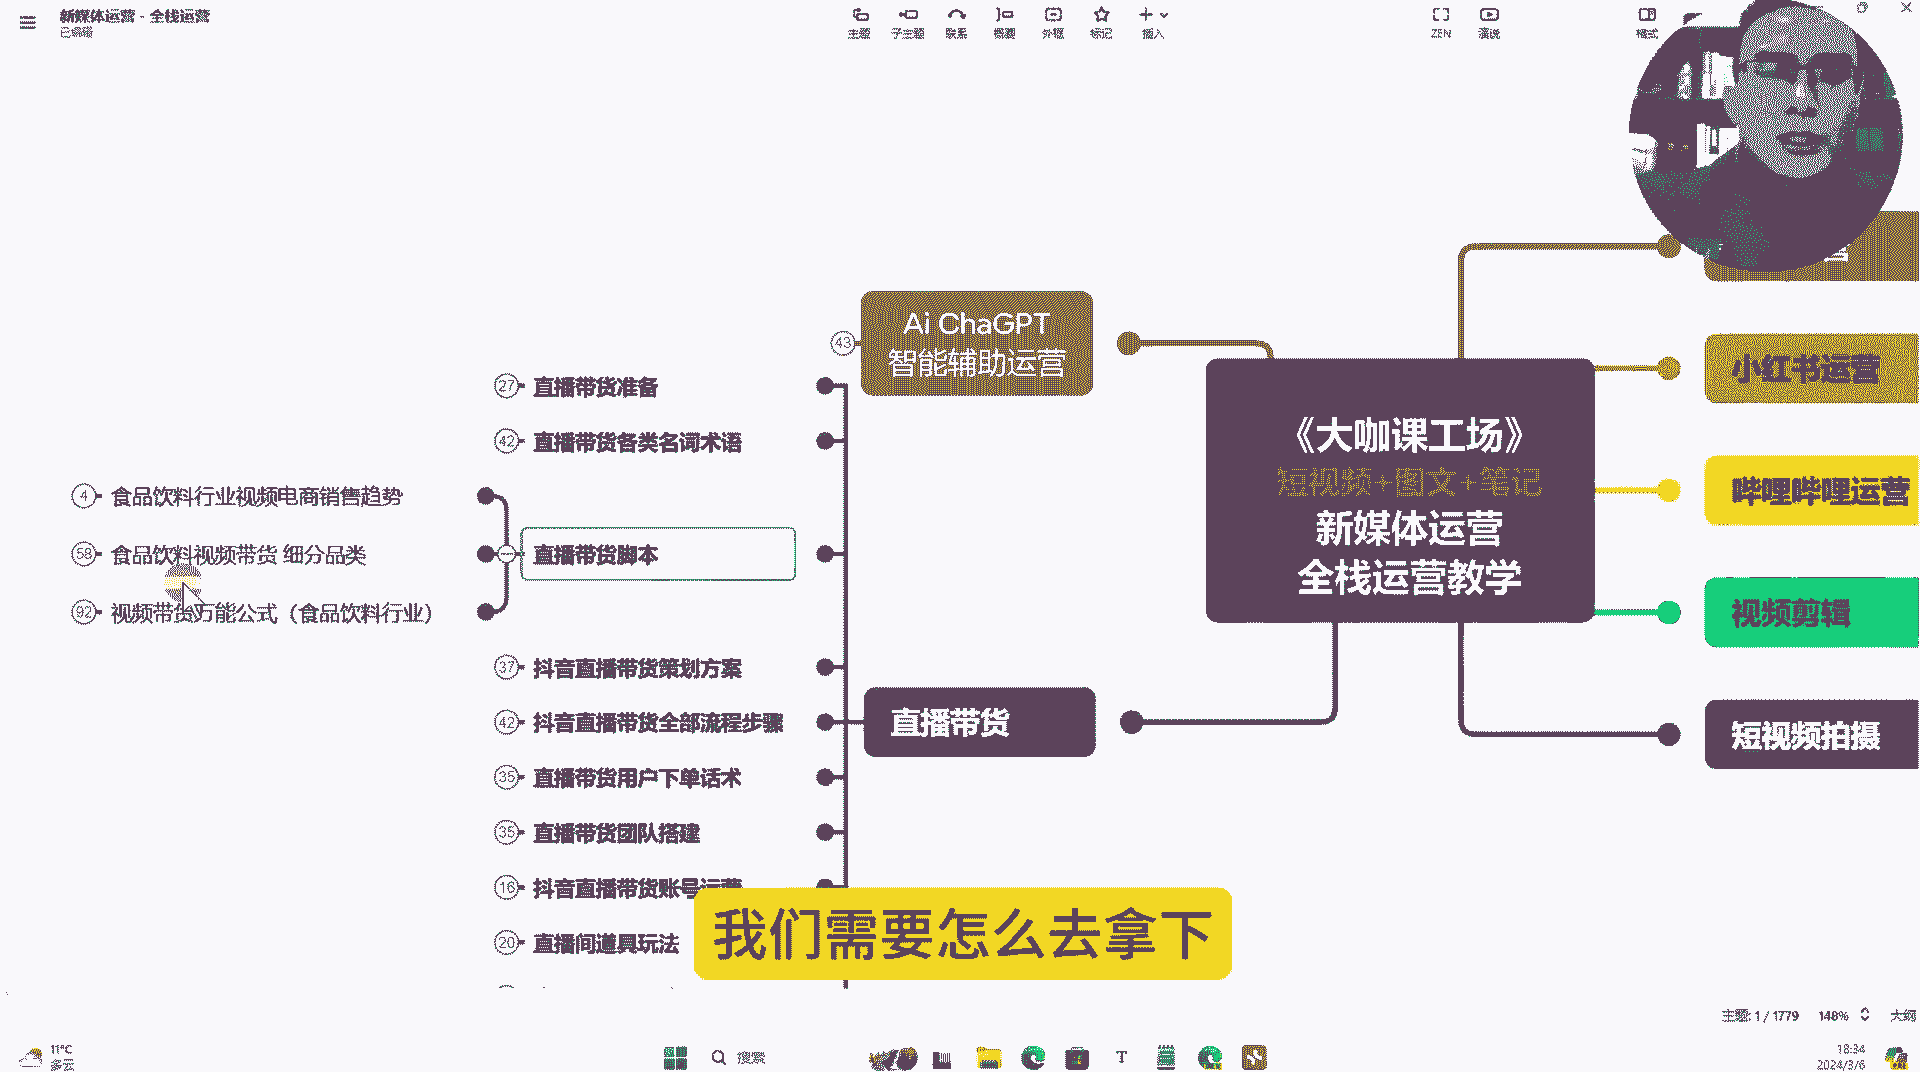 新媒体运营 - 全栈运营
已编辑
主题
子主题
联系
概要
外框
标记
插入
ZEN
演说
格式
43
Ai ChaGPT
智能辅助运营
27
直播带货准备
42
直播带货各类名词术语
4
食品饮料行业视频电商销售趋势
58
食品饮料视频带货 细分品类
92
视频带货万能公式（食品饮料行业）
直播带货脚本
37
抖音直播带货策划方案
42
抖音直播带货全部流程步骤
35
直播带货用户下单话术
35
直播带货团队搭建
16
抖音直播带货账号运营
20
直播间道具玩法
直播带货
《大咖课工场》
短视频+图文+笔记
新媒体运营
全栈运营教学
小红书运营
哔哩哔哩运营
视频剪辑
短视频拍摄
我们需要怎么去拿下
主题: 1 / 1779
148%
大纲
11°C
多云
搜索
18:34
2024/3/6